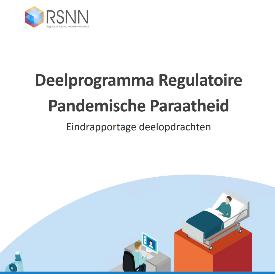 RSNN
Deelprogramma Regulatoire
Pandemische Paraatheid
Eindrapportage deelopdrachten